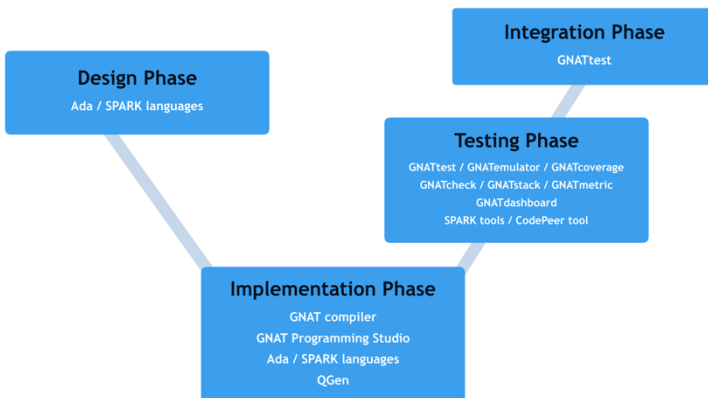 Integration Phase
GNATtest
Design Phase
Ada / SPARK languages
Testing Phase
GNATtest / GNATemulator / GNATcoverage
GNATcheck / GNATstack / GNATmetric
GNATdashboard
SPARK tools / CodePeer tool
Implementation Phase
GNAT compiler
GNAT Programming Studio
Ada / SPARK languages
QGen